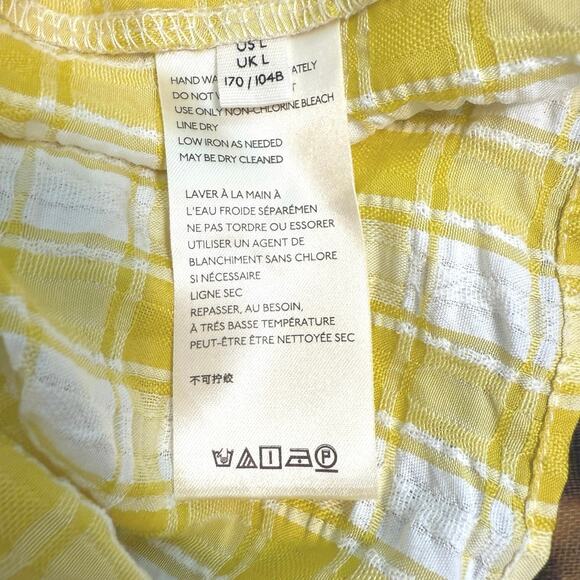 US L
UK L
170 / 104B
HAND WA
DO NOT
USE ONLY NON-CHLORINE BLEACH
LINE DRY
LOW IRON AS NEEDED
MAY BE DRY CLEANED
LAVER À LA MAIN À
L'EAU FROIDE SÉPARÉMEN
NE PAS TORDRE OU ESSORER
UTILISER UN AGENT DE
BLANCHIMENT SANS CHLORE
SI NÉCESSAIRE
LIGNE SEC
REPASSER, AU BESOIN,
À TRÉS BASSE TEMPÉRATURE
PEUT-ÊTRE ÊTRE NETTOYÉE SEC
不可拧绞
P